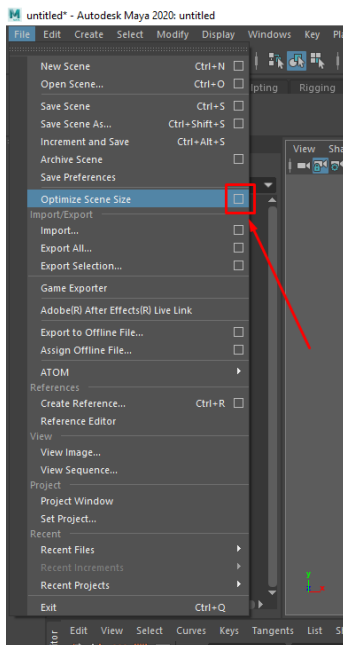 M untitled* - Autodesk Maya 2020: untitled
File Edit Create Select Modify Display Windows Key
New Scene Ctrl+N
Open Scene... Ctrl+O
ipting Rigging
Save Scene Ctrl+S
Save Scene As... Ctrl+Shift+S
Increment and Save Ctrl+Alt+S
View
Archive Scene
Save Preferences
Optimize Scene Size
Import/Export
Import...
Export All...
Export Selection...
Game Exporter
Adobe(R) After Effects(R) Live Link
Export to Offline File...
Assign Offline File...
ATOM
References
Create Reference... Ctrl+R
Reference Editor
View
View Image...
View Sequence...
Project
Project Window
Set Project...
Recent
Recent Files
Recent Increments
Recent Projects
y
Exit Ctrl+Q
Edit View Select Curves Keys Tangents List